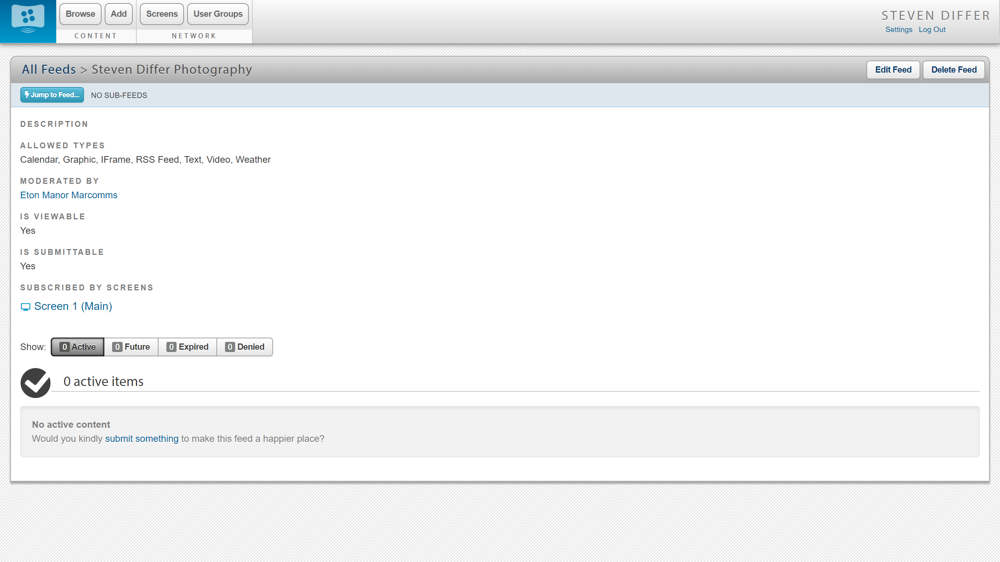 Browse Add Screens User Groups
CONTENT NETWORK
STEVEN DIFFER
Settings Log Out
All Feeds > Steven Differ Photography
Edit Feed Delete Feed
Jump to Feed... NO SUB-FEEDS
DESCRIPTION
ALLOWED TYPES
Calendar, Graphic, IFrame, RSS Feed, Text, Video, Weather
MODERATED BY
Eton Manor Marcomms
IS VIEWABLE
Yes
IS SUBMITTABLE
Yes
SUBSCRIBED BY SCREENS
Screen 1 (Main)
Show: 0 Active 0 Future 0 Expired 0 Denied
0 active items
No active content
Would you kindly submit something to make this feed a happier place?